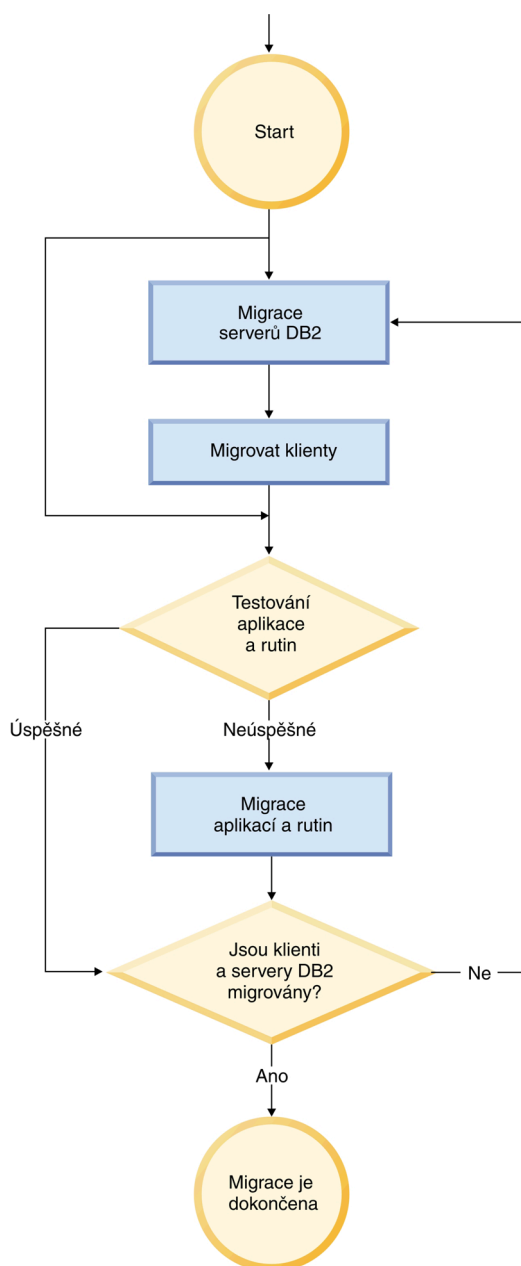 Start
Migrace
serverů DB2
Migrovat klienty
Testování
aplikace
a rutin
Úspěšné
Neúspěšné
Migrace
aplikací a rutin
Jsou klienti
a servery DB2
migrovány?
Ne
Ano
Migrace je
dokončena